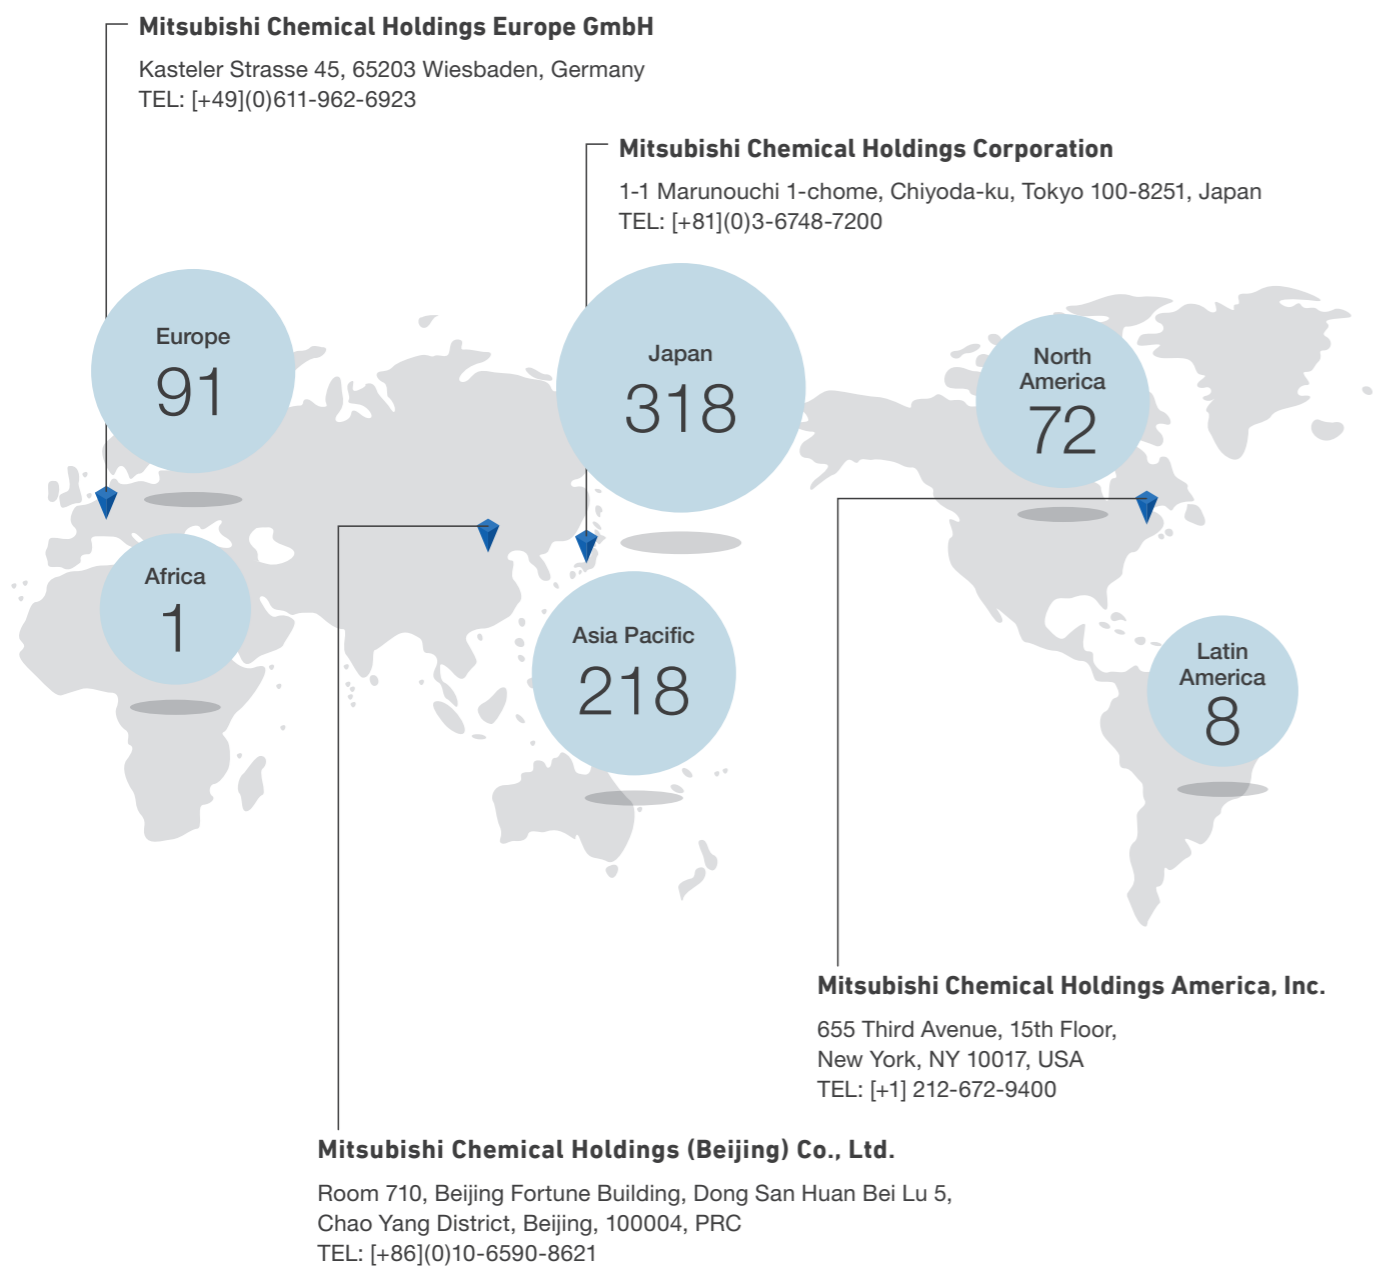 Mitsubishi Chemical Holdings Europe GmbH
Kasteler Strasse 45, 65203 Wiesbaden, Germany
TEL: [+49](0)611-962-6923
Mitsubishi Chemical Holdings Corporation
1-1 Marunouchi 1-chome, Chiyoda-ku, Tokyo 100-8251, Japan
TEL: [+81](0)3-6748-7200
Europe
91
Japan
318
North
America
72
Africa
1
Asia Pacific
218
Latin
America
8
Mitsubishi Chemical Holdings America, Inc.
655 Third Avenue, 15th Floor,
New York, NY 10017, USA
TEL: [+1] 212-672-9400
Mitsubishi Chemical Holdings (Beijing) Co., Ltd.
Room 710, Beijing Fortune Building, Dong San Huan Bei Lu 5,
Chao Yang District, Beijing, 100004, PRC
TEL: [+86](0)10-6590-8621